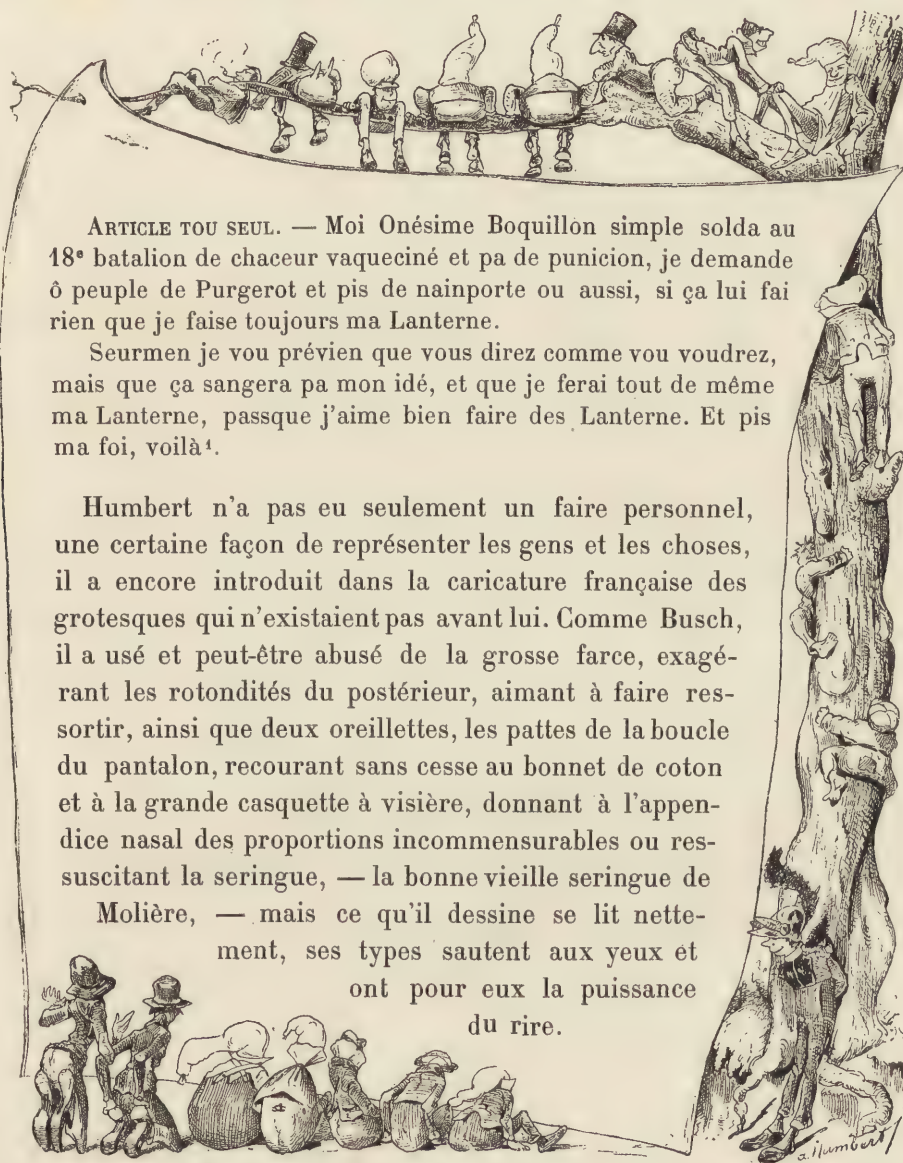 ARTICLE TOU SEUL. — Moi Onésime Boquillon simple solda au
18e batalion de chaceur vaqueciné et pa de punicion, je demande
ô peuple de Purgerot et pis de nainporte ou aussi, si ça lui fai
rien que je faise toujours ma Lanterne.
Seurmen je vou prévien que vous direz comme vou voudrez,
mais que ça sangera pa mon idé, et que je ferai tout de même
ma Lanterne, passque j'aime bien faire des Lanterne. Et pis
ma foi, voilà¹.
Humbert n'a pas eu seulement un faire personnel,
une certaine façon de représenter les gens et les choses,
il a encore introduit dans la caricature française des
grotesques qui n'existaient pas avant lui. Comme Busch,
il a usé et peut-être abusé de la grosse farce, exagé-
rant les rotondités du postérieur, aimant à faire res-
sortir, ainsi que deux oreillettes, les pattes de la boucle
du pantalon, recourant sans cesse au bonnet de coton
et à la grande casquette à visière, donnant à l'appen-
dice nasal des proportions incommensurables ou res-
suscitant la seringue, — la bonne vieille seringue de
Molière, — mais ce qu'il dessine se lit nette-
ment, ses types sautent aux yeux et
ont pour eux la puissance
du rire.
a. Humbert